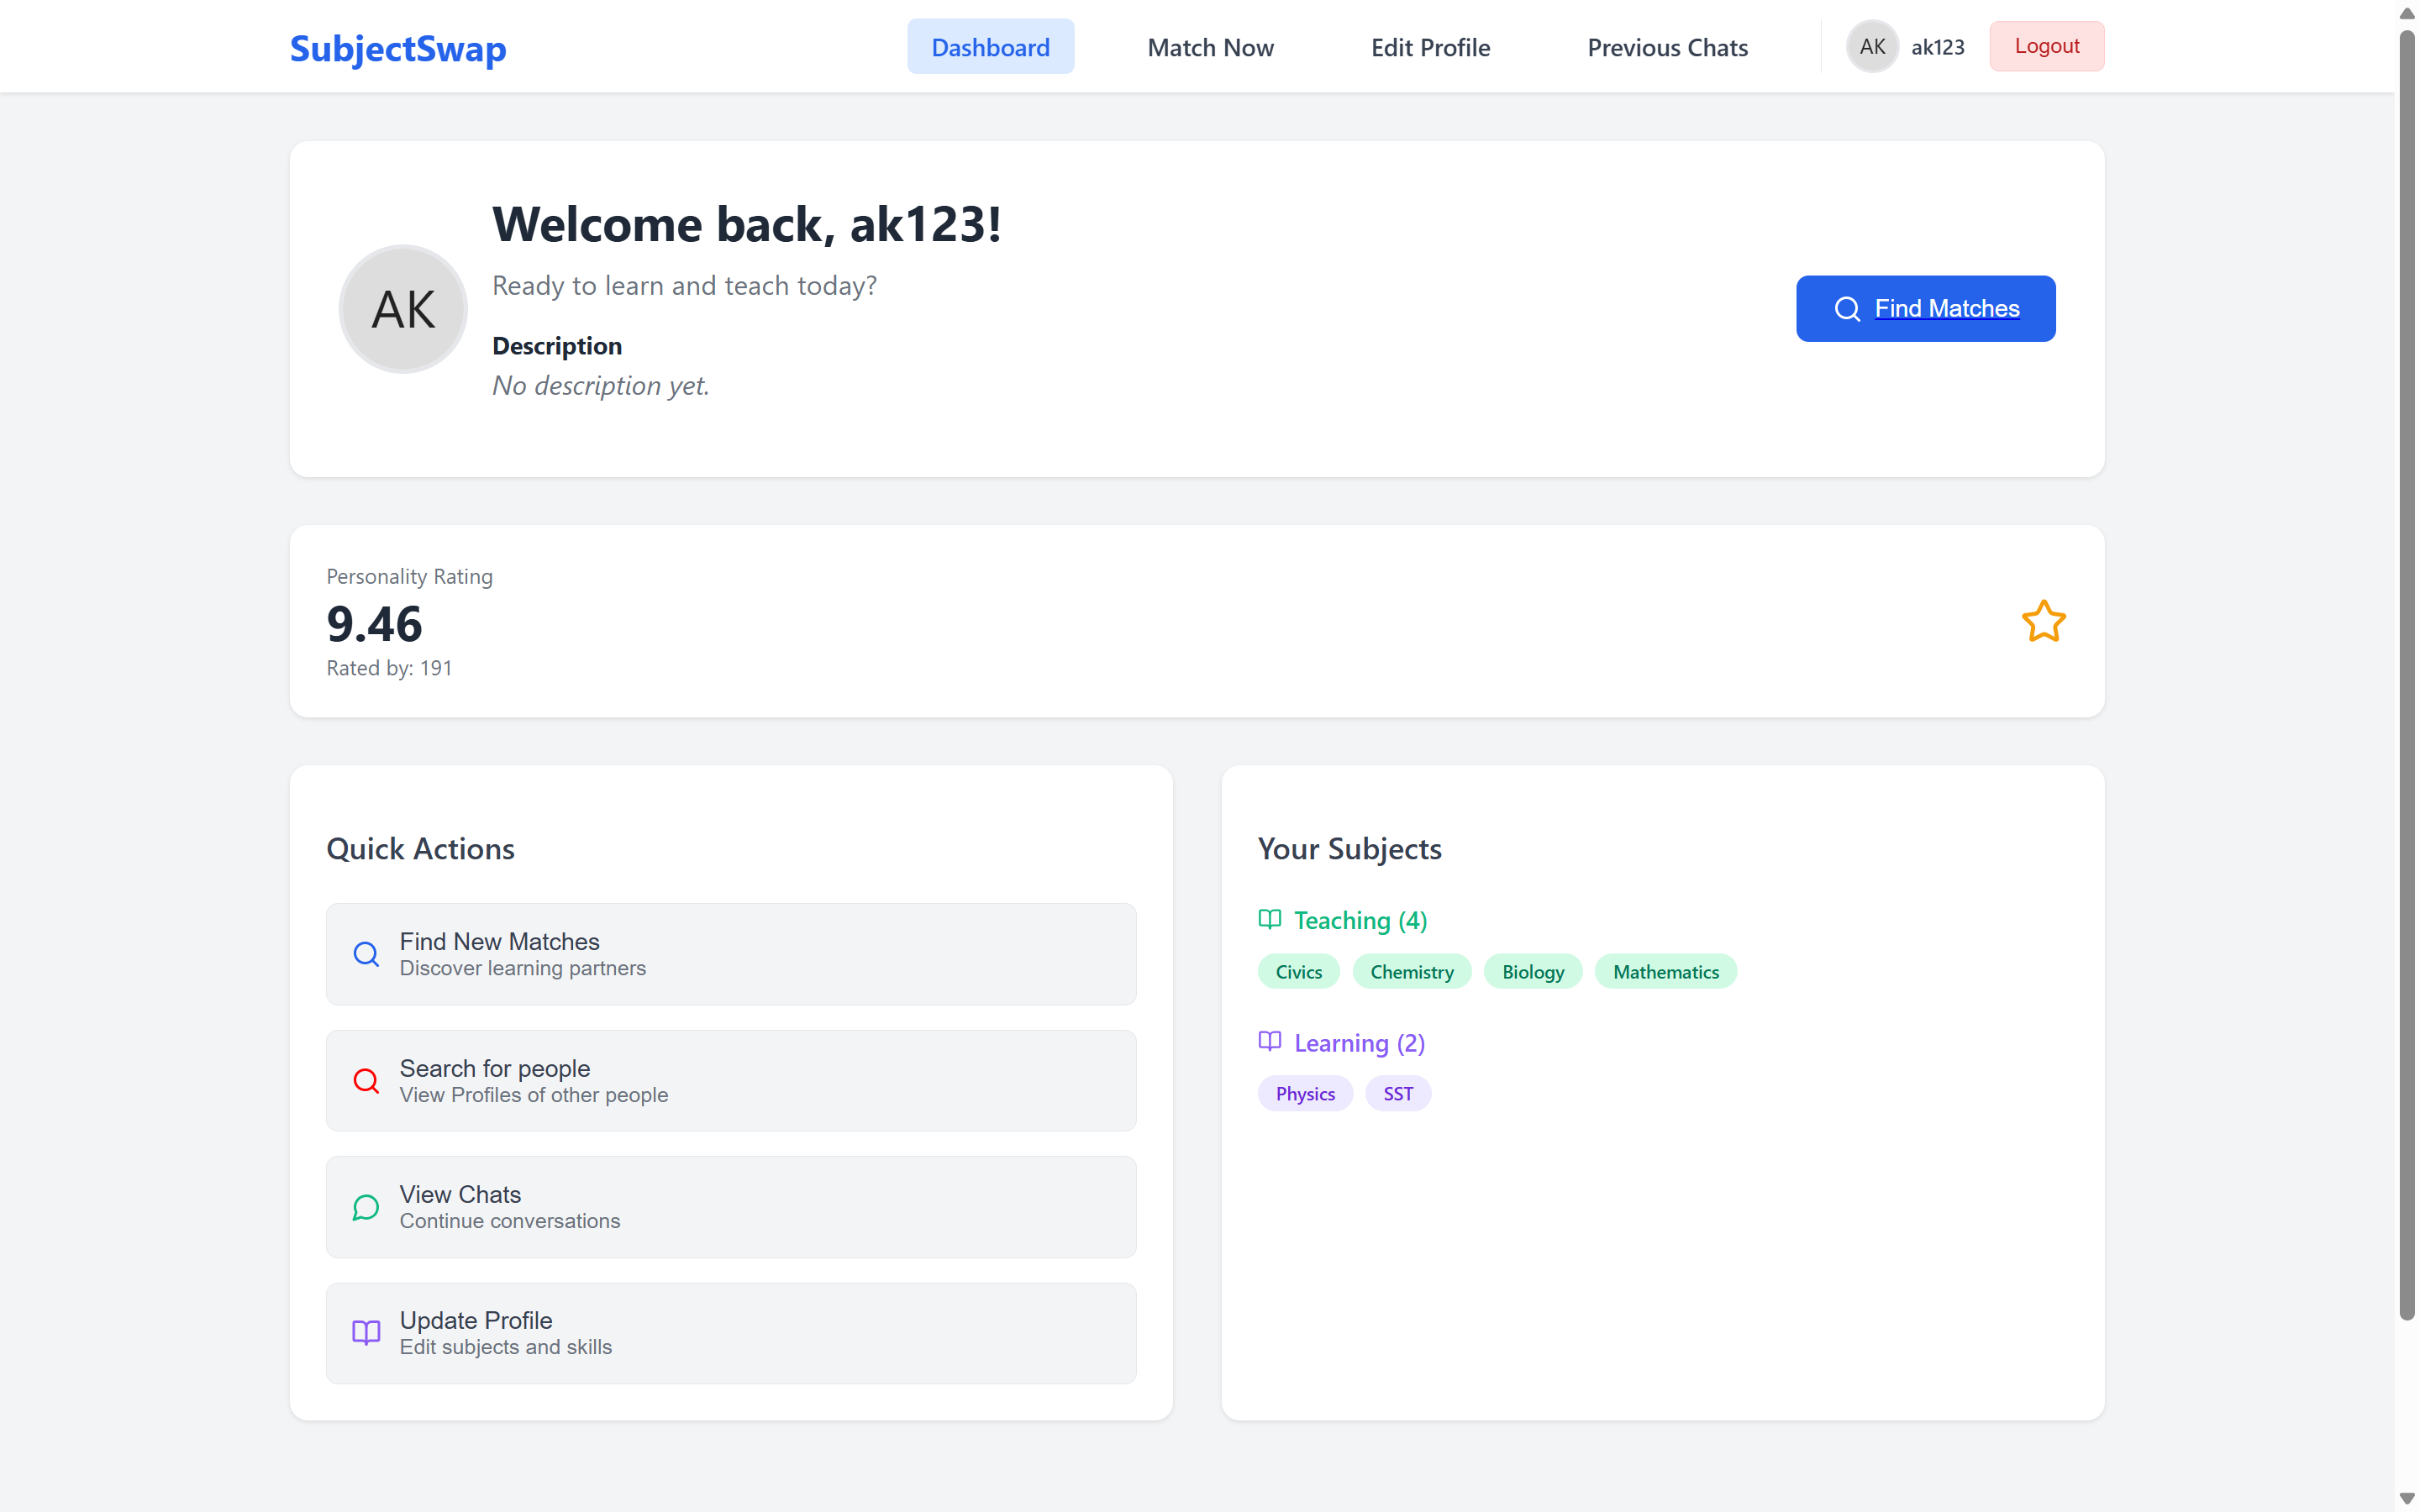 SubjectSwap
Dashboard
Match Now
Edit Profile
Previous Chats
AK
ak123
Logout
AK
Welcome back, ak123!
Ready to learn and teach today?
Description
No description yet.
Find Matches
Personality Rating
9.46
Rated by: 191
Quick Actions
Find New Matches
Discover learning partners
Search for people
View Profiles of other people
View Chats
Continue conversations
Update Profile
Edit subjects and skills
Your Subjects
Teaching (4)
Civics
Chemistry
Biology
Mathematics
Learning (2)
Physics
SST